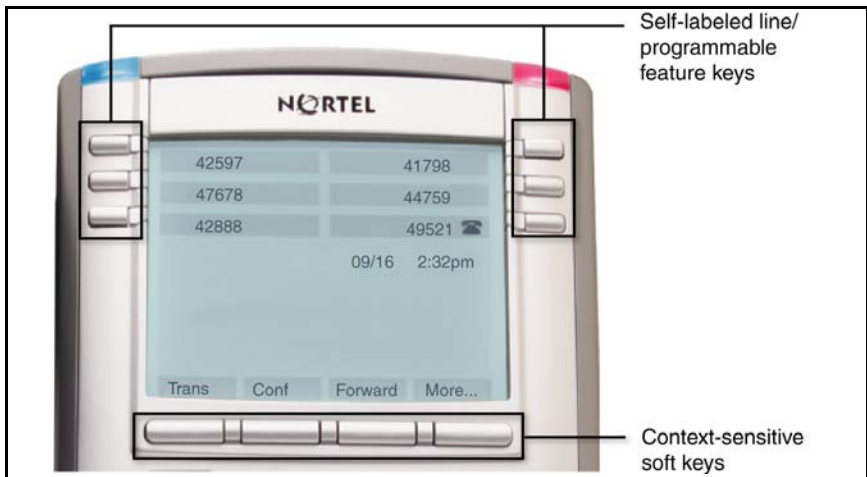 Self-labeled line/
programmable
feature keys
NORTEL
42597 41798
47678 44759
42888 49521
09/16 2:32pm
Trans Conf Forward More...
Context-sensitive
soft keys